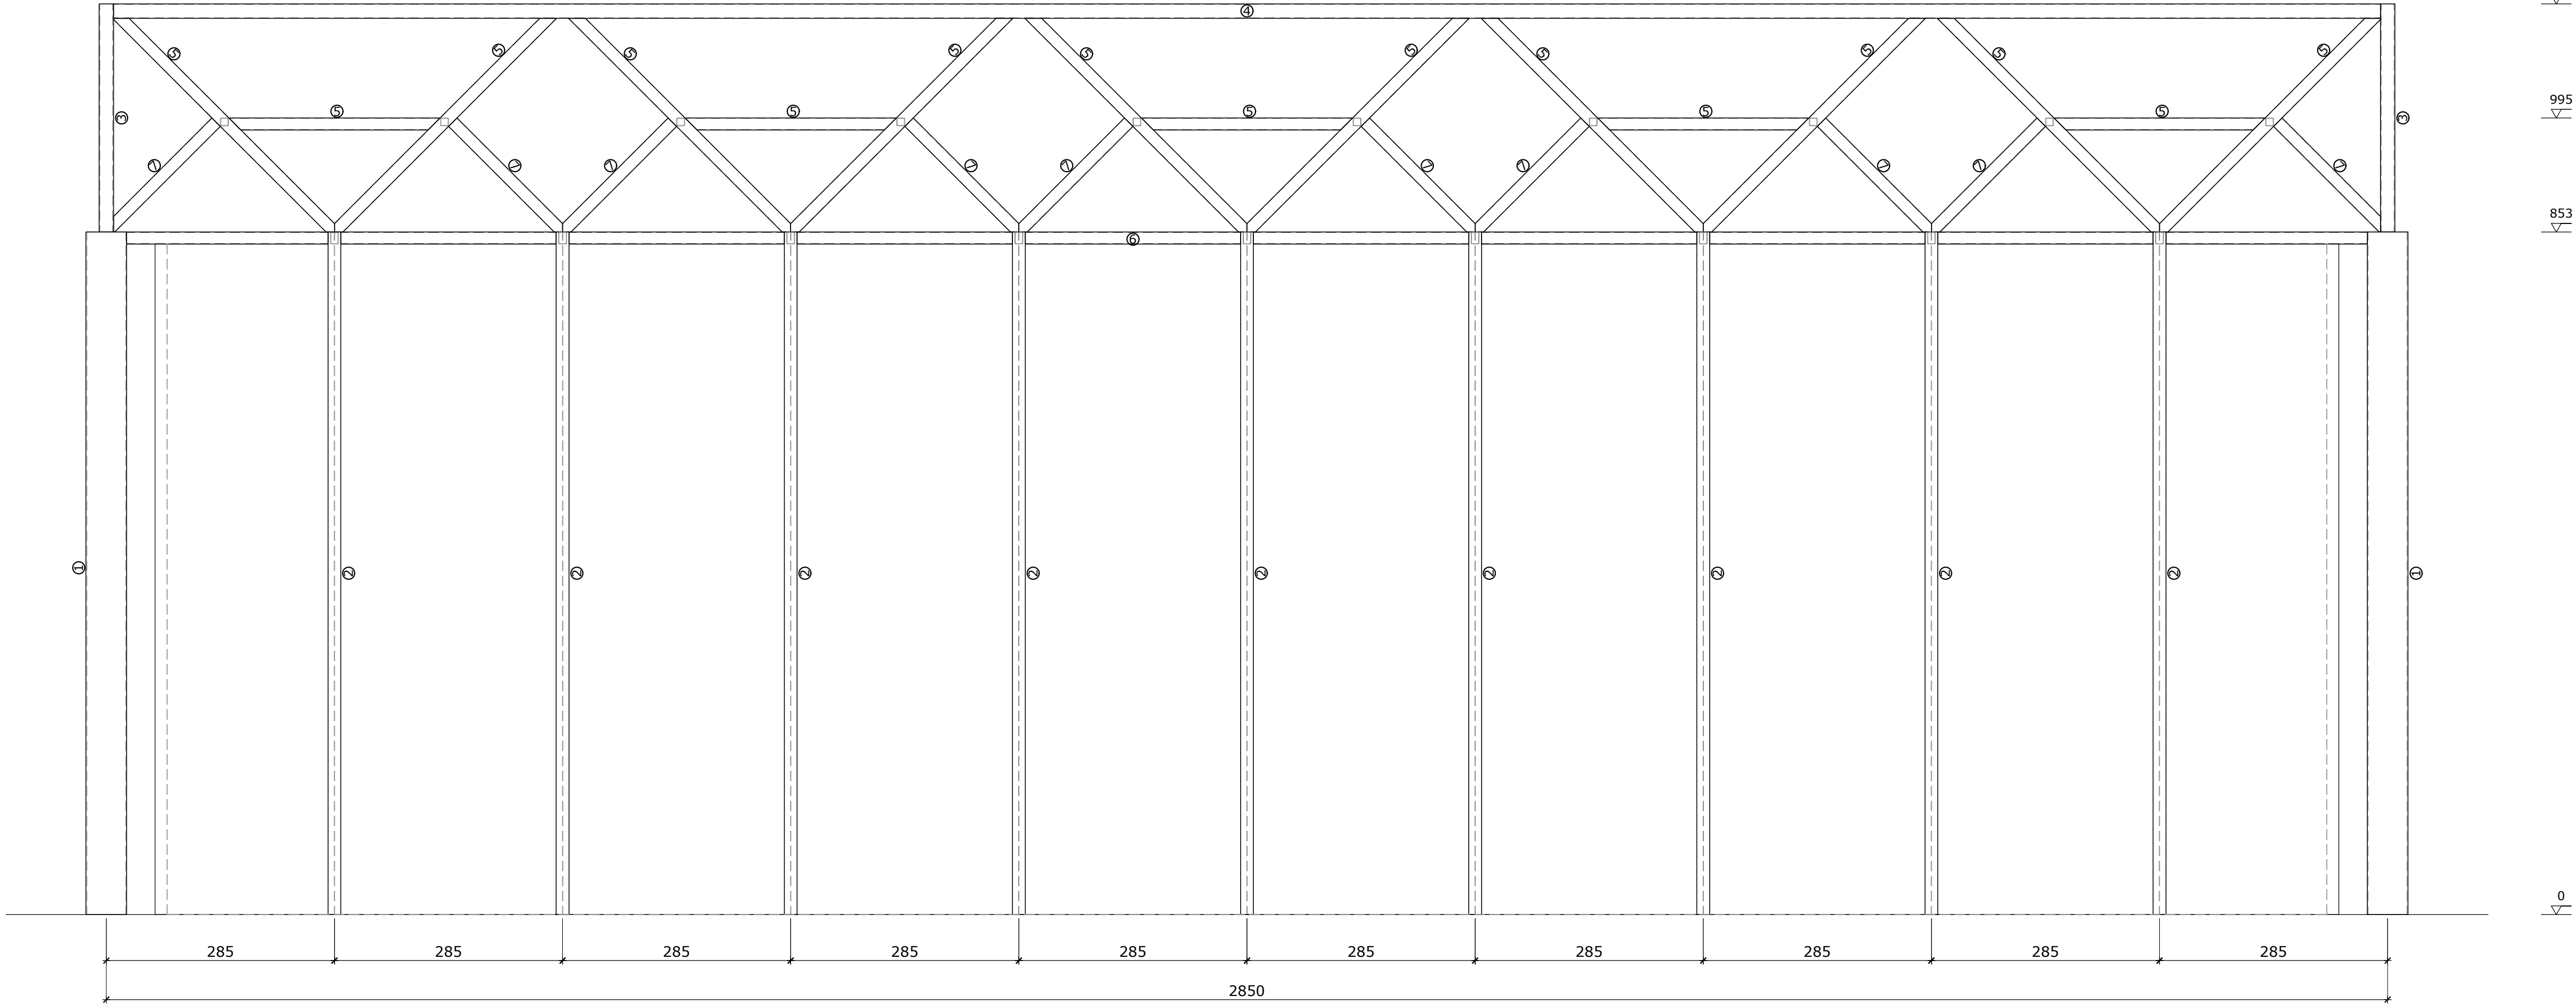 ④
⑤ ⑤ ⑤ ⑤ ⑤ ⑤ ⑤ ⑤ ⑤ ⑤
995
③ ⑤ ⑤ ⑤ ⑤ ⑤ ③
⑦ ⑦ ⑦ ⑦ ⑦ ⑦ ⑦ ⑦ ⑦ ⑦
853
⑥
① ② ② ② ② ② ② ② ② ② ①
0
285 285 285 285 285 285 285 285 285 285
2850